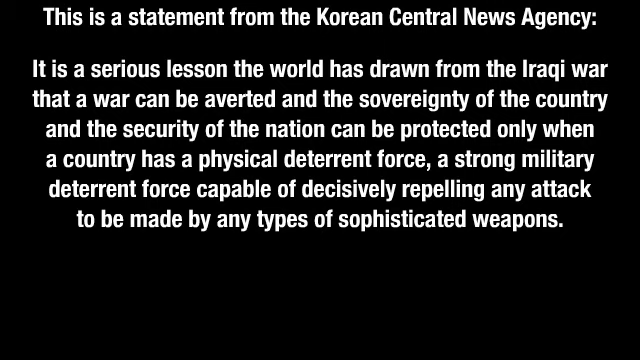 This is a statement from the Korean Central News Agency:
It is a serious lesson the world has drawn from the Iraqi war
that a war can be averted and the sovereignty of the country
and the security of the nation can be protected only when
a country has a physical deterrent force, a strong military
deterrent force capable of decisively repelling any attack
to be made by any types of sophisticated weapons.